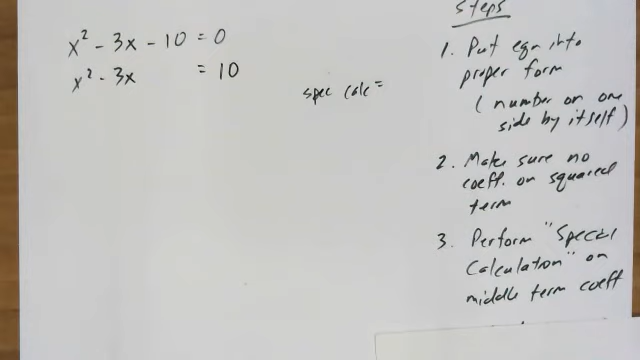 x² - 3x - 10 = 0
x² - 3x = 10
spec calc =
steps
1. Put eqn into
proper form
(number on one
side by itself)
2. Make sure no
coeff. on squared
term
3. Perform "Special
Calculation" on
middle term coeff